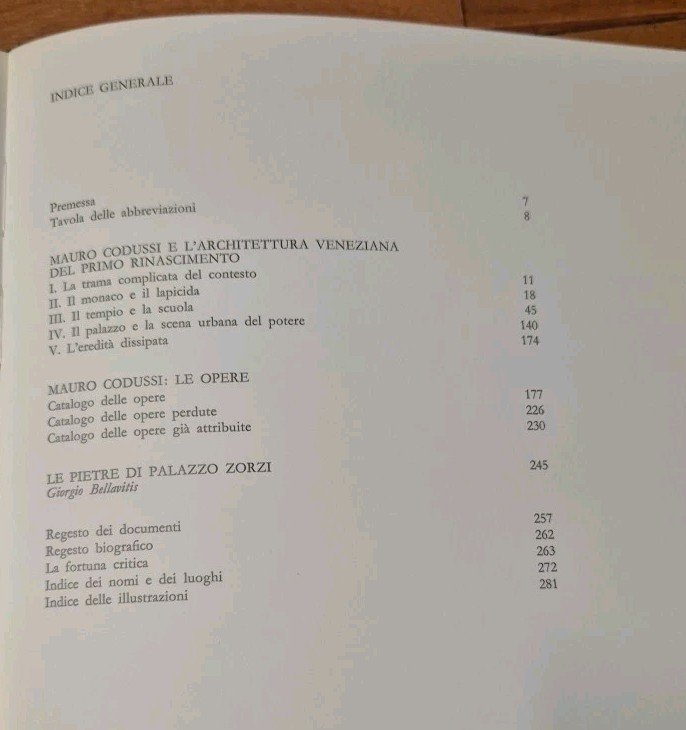 INDICE GENERALE
Premessa 7
Tavola delle abbreviazioni 8
MAURO CODUSSI E L'ARCHITETTURA VENEZIANA
DEL PRIMO RINASCIMENTO
I. La trama complicata del contesto 11
II. Il monaco e il lapicida 18
III. Il tempio e la scuola 45
IV. Il palazzo e la scena urbana del potere 140
V. L'eredità dissipata 174
MAURO CODUSSI: LE OPERE
Catalogo delle opere 177
Catalogo delle opere perdute 226
Catalogo delle opere già attribuite 230
LE PIETRE DI PALAZZO ZORZI 245
Giorgio Bellavitis
Regesto dei documenti 257
Regesto biografico 262
La fortuna critica 263
Indice dei nomi e dei luoghi 272
Indice delle illustrazioni 281